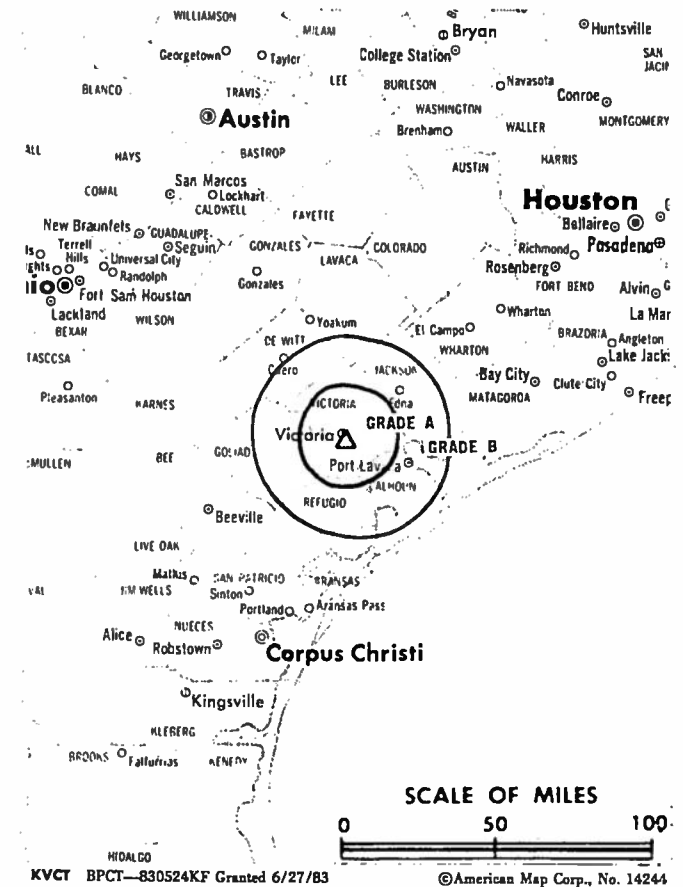 WILLIAMSON
MILAM
Bryan
Huntsville
Georgetown
Taylor
College Station
SAN
BLANCO
TRAVIS
LEE
BURLESON
Navasota
Conroe
WASHINGTON
Austin
Brenham
WALLER
MONTGOMERY
HAYS
BASTROP
AUSTIN
HARRIS
COMAL
San Marcos
Lockhart
CALDWELL
FAYETTE
Houston
New Braunfels
GUADALUPE
Bellaire
Terrell
Hills
Seguin
GONZALES
COLORADO
Richmond
Pasadena
Universal City
LAVACA
Randolph
Rosenberg
Gonzales
FORT BEND
Alvin
Fort Sam Houston
Lackland
WILSON
Yoakum
Wharton
La Mar
BEXAR
El Campo
BRAZORIA
Angleton
DE WITT
WHARTON
Lake Jack
JACKSON
Bay City
Clute City
Pleasanton
KARNES
VICTORIA
Edna
MATAGORDA
Freep
GRADE A
Victoria
GRADE B
BEE
GOLIAD
Port Lavaca
REFUGIO
Beeville
LIVE OAK
Mathis
SAN PATRICIO
ARANSAS
JIM WELLS
Sinton
Portland
Aransas Pass
NUECES
Alice
Robstown
Corpus Christi
Kingsville
KLEBERG
BROOKS
Falfurrias
KENEDY
SCALE OF MILES
0 50 100
HIDALGO
KVCT BPCT—830524KF Granted 6/27/83
©American Map Corp., No. 14244